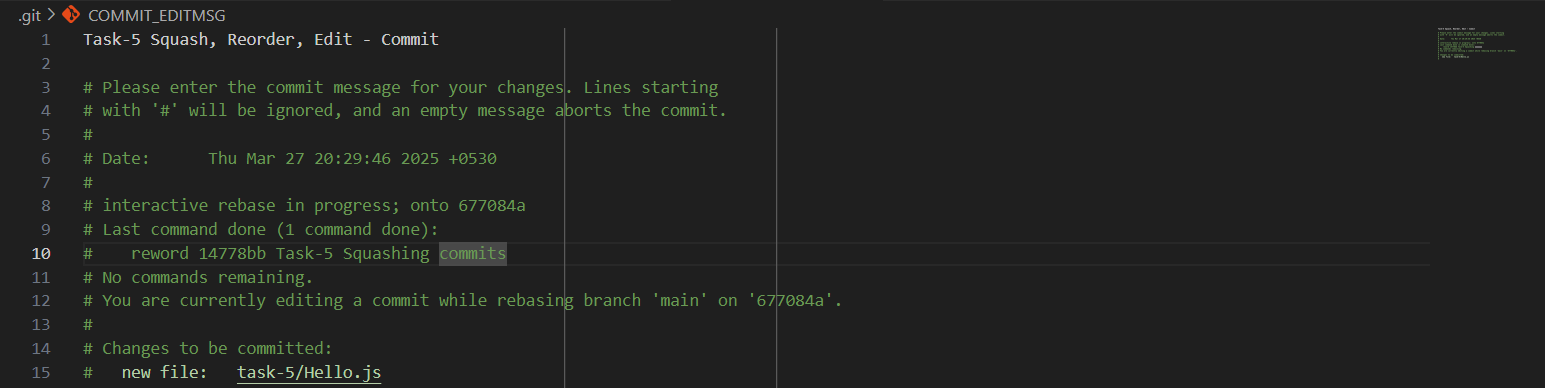 .git > COMMIT_EDITMSG
1 Task-5 Squash, Reorder, Edit - Commit
2
3 # Please enter the commit message for your changes. Lines starting
4 # with '#' will be ignored, and an empty message aborts the commit.
5 #
6 # Date:      Thu Mar 27 20:29:46 2025 +0530
7 #
8 # interactive rebase in progress; onto 677084a
9 # Last command done (1 command done):
10 #    reword 14778bb Task-5 Squashing commits
11 # No commands remaining.
12 # You are currently editing a commit while rebasing branch 'main' on '677084a'.
13 #
14 # Changes to be committed:
15 #   new file:   task-5/Hello.js